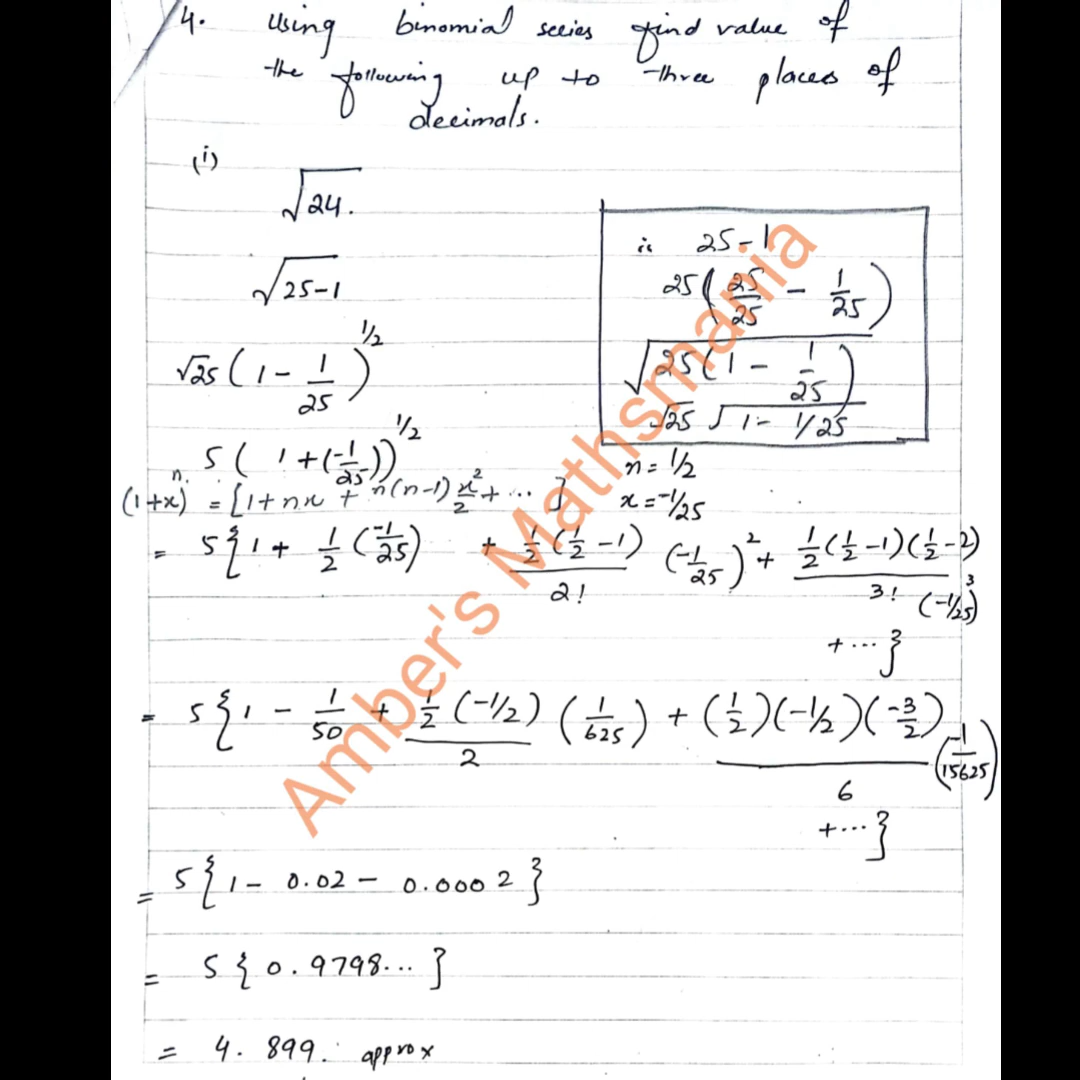 4. Using binomial series find value of
the following up to three places of
decimals.
(i)
√24.
√25-1
√25 (1 - 1/25)^1/2
5 ( 1 + (-1/25))^1/2
(1+x)^n = [1 + nx + n(n-1) x²/2 + ... ]
ie 25-1
25 (25/25 - 1/25)
√25(1 - 1/25)
√25 √1 - 1/25
n = 1/2
x = -1/25
= 5 { 1 + 1/2 (-1/25) + 1/2 (1/2 - 1)/2! (-1/25)² + 1/2 (1/2 - 1)(1/2 - 2)/3! (-1/25)³
+ ... }
= 5 { 1 - 1/50 + 1/2 (-1/2)/2 (1/625) + (1/2)(-1/2)(-3/2)/6 (-1/15625)
+ ... }
= 5 { 1 - 0.02 - 0.0002 }
= 5 { 0.9798... }
= 4.899. approx
Amber's Mathsmania